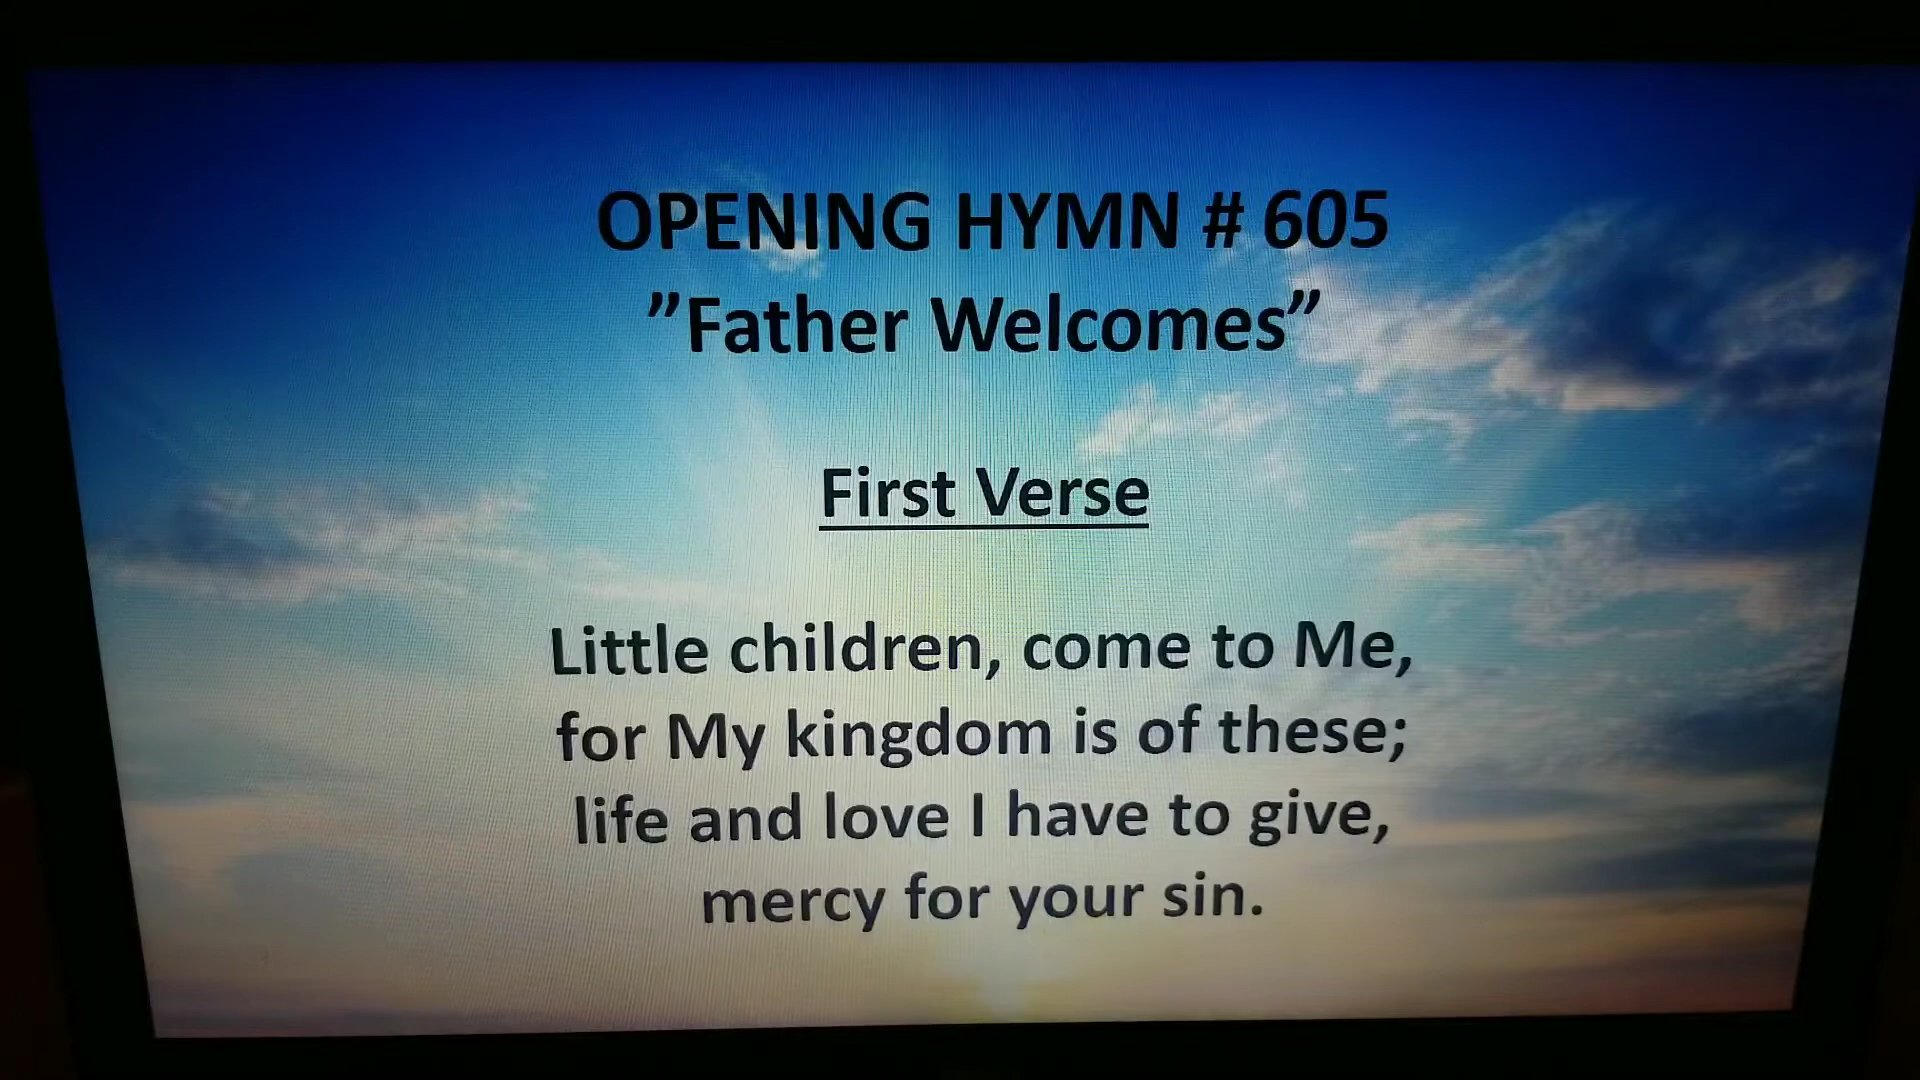 OPENING HYMN # 605
”Father Welcomes”
First Verse
Little children, come to Me,
for My kingdom is of these;
life and love I have to give,
mercy for your sin.